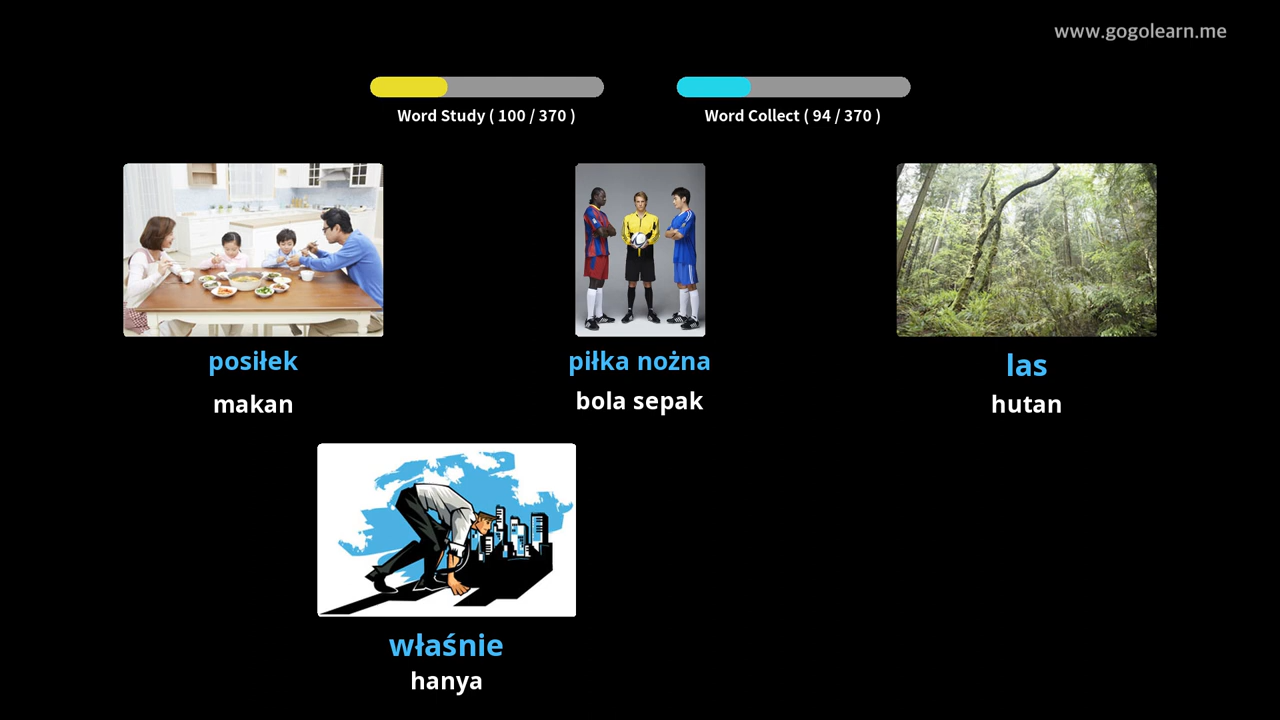 www.gogolearn.me
Word Study ( 100 / 370 )
Word Collect ( 94 / 370 )
posiłek
piłka nożna
las
makan
bola sepak
hutan
właśnie
hanya